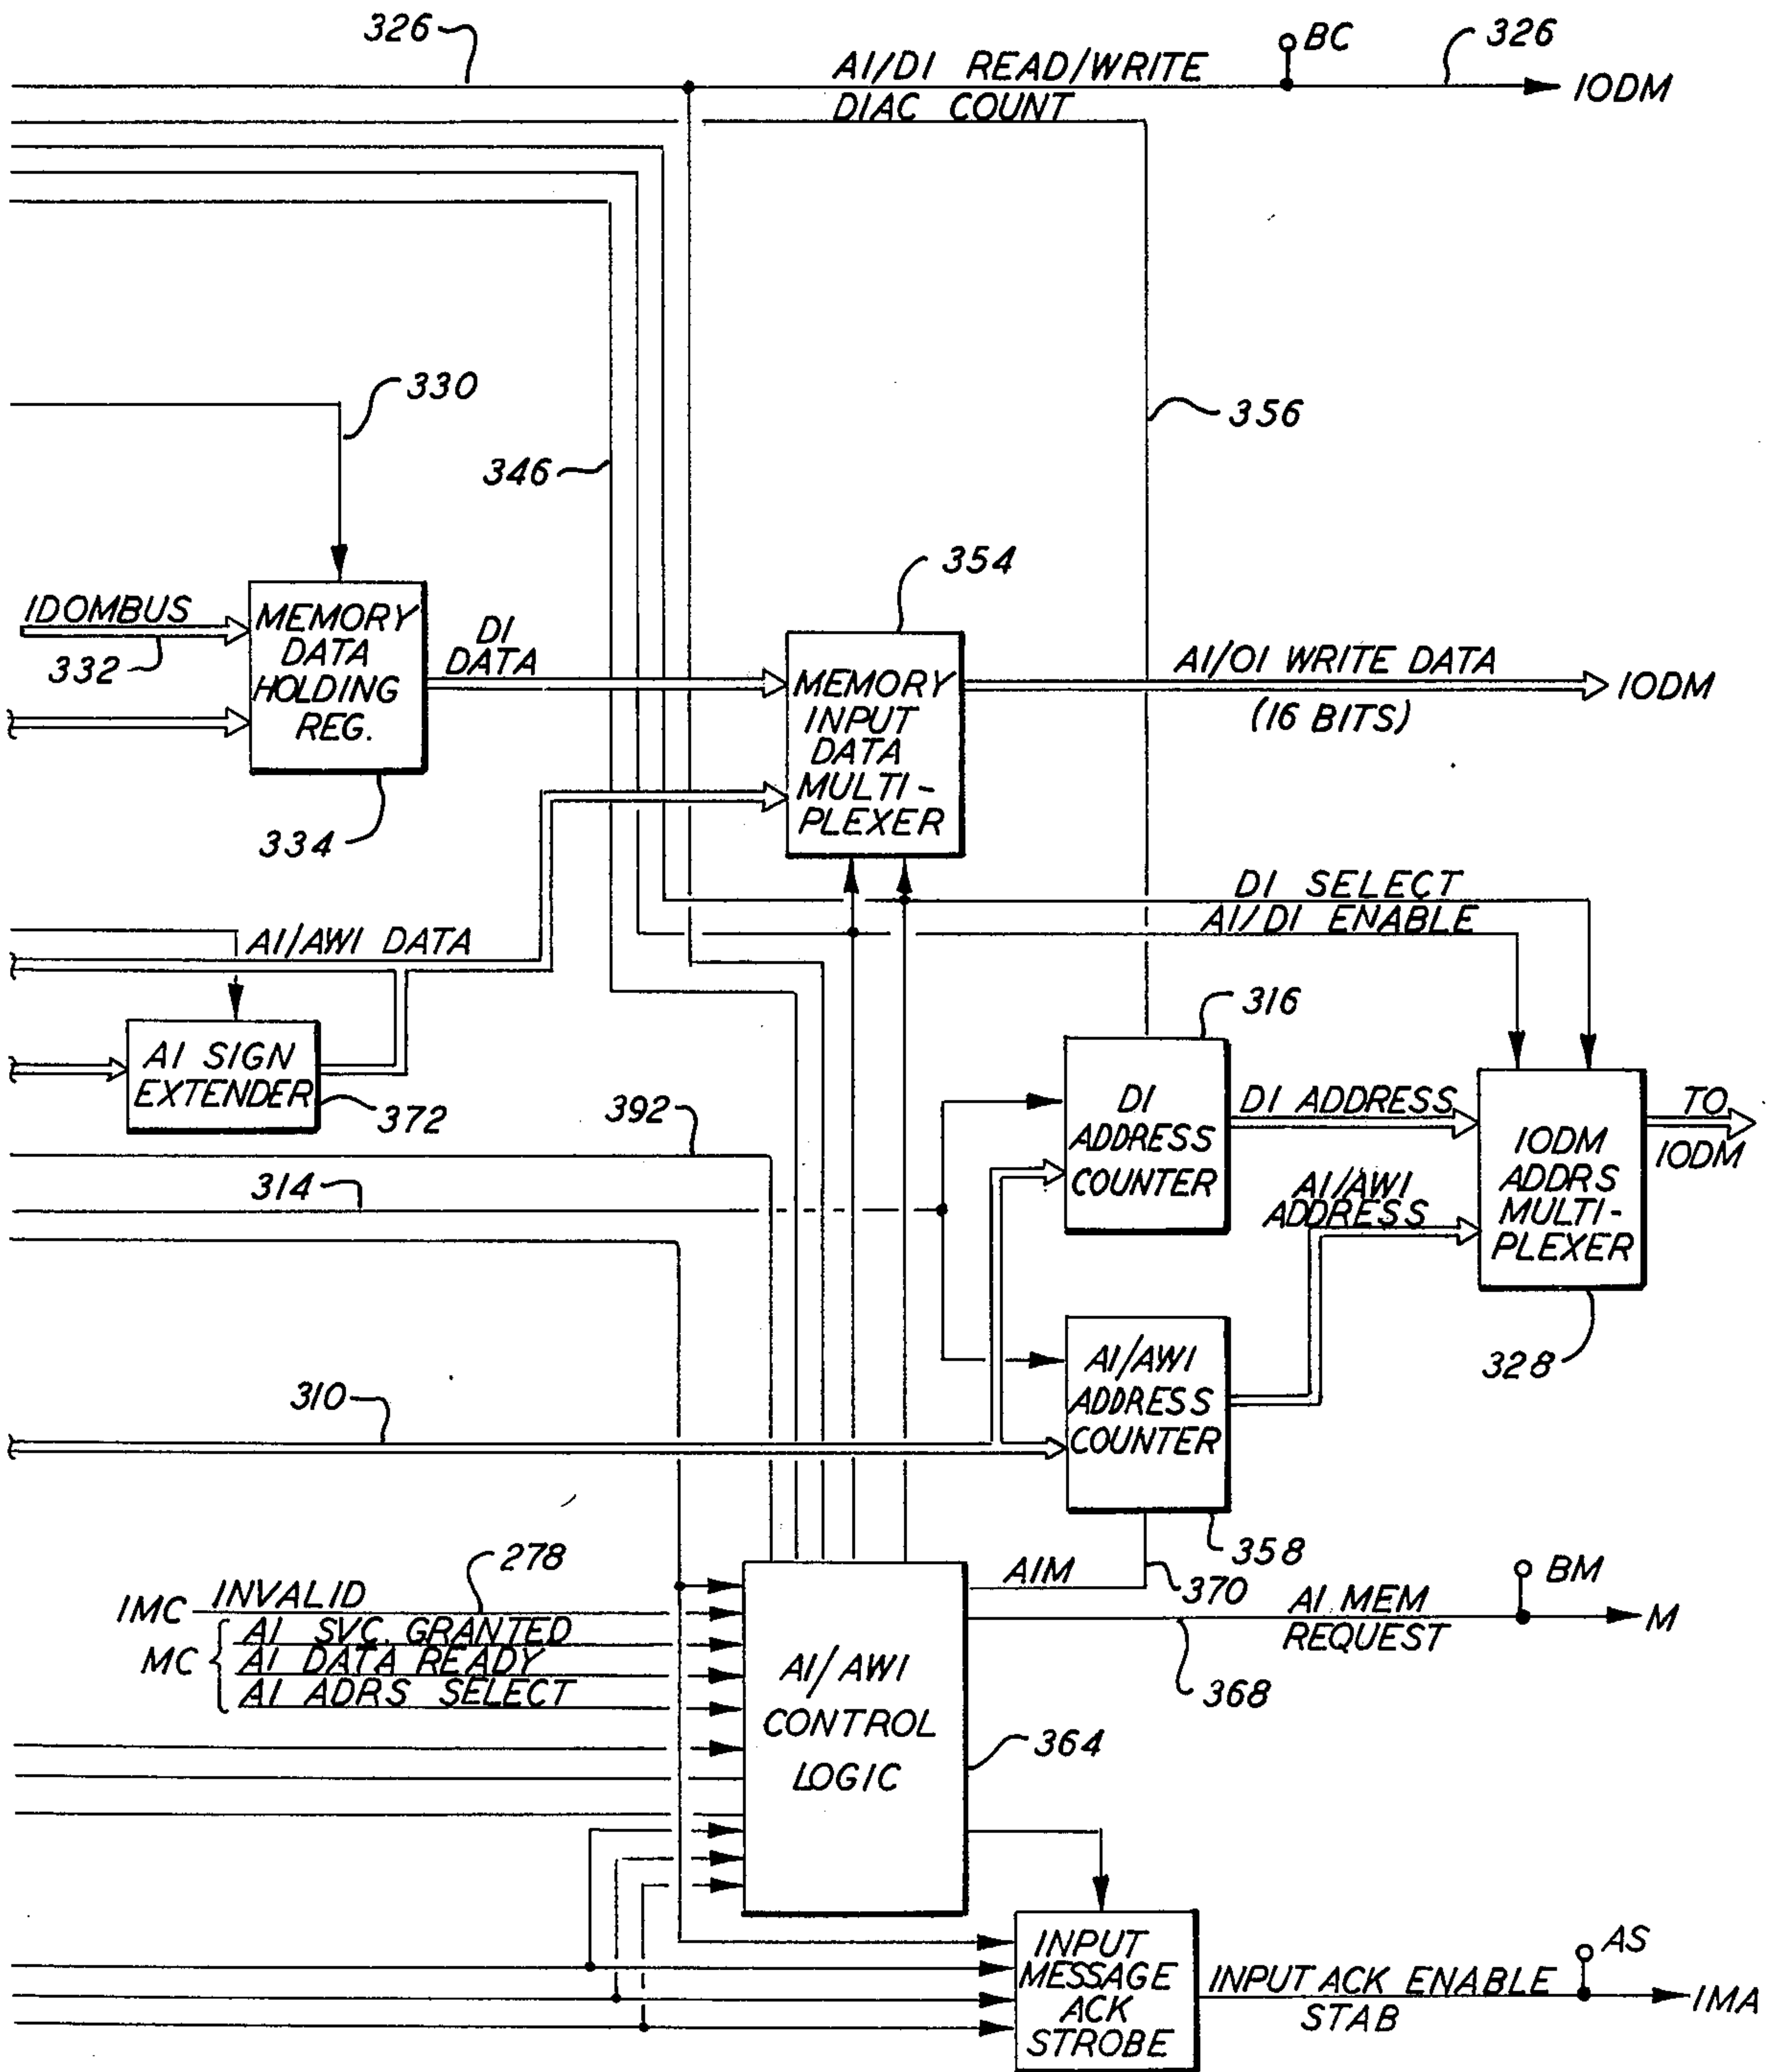 326
AI/DI READ/WRITE
BC
326
IODM
DIAC COUNT
330
356
346
354
IDOMBUS
332
MEMORY
DATA
HOLDING
REG.
334
DI
DATA
MEMORY
INPUT
DATA
MULTI-
PLEXER
AI/OI WRITE DATA
(16 BITS)
IODM
DI SELECT
AI/DI ENABLE
AI/AWI DATA
AI SIGN
EXTENDER
372
316
DI
ADDRESS
COUNTER
DI ADDRESS
AI/AWI
ADDRESS
IODM
ADDRS
MULTI-
PLEXER
TO
IODM
328
392
314
310
AI/AWI
ADDRESS
COUNTER
358
278
IMC
INVALID
MC
AI SVC. GRANTED
AI DATA READY
AI ADRS SELECT
AI/AWI
CONTROL
LOGIC
364
AIM
370
AI MEM
REQUEST
BM
M
368
INPUT
MESSAGE
ACK
STROBE
INPUT ACK ENABLE
STAB
AS
IMA